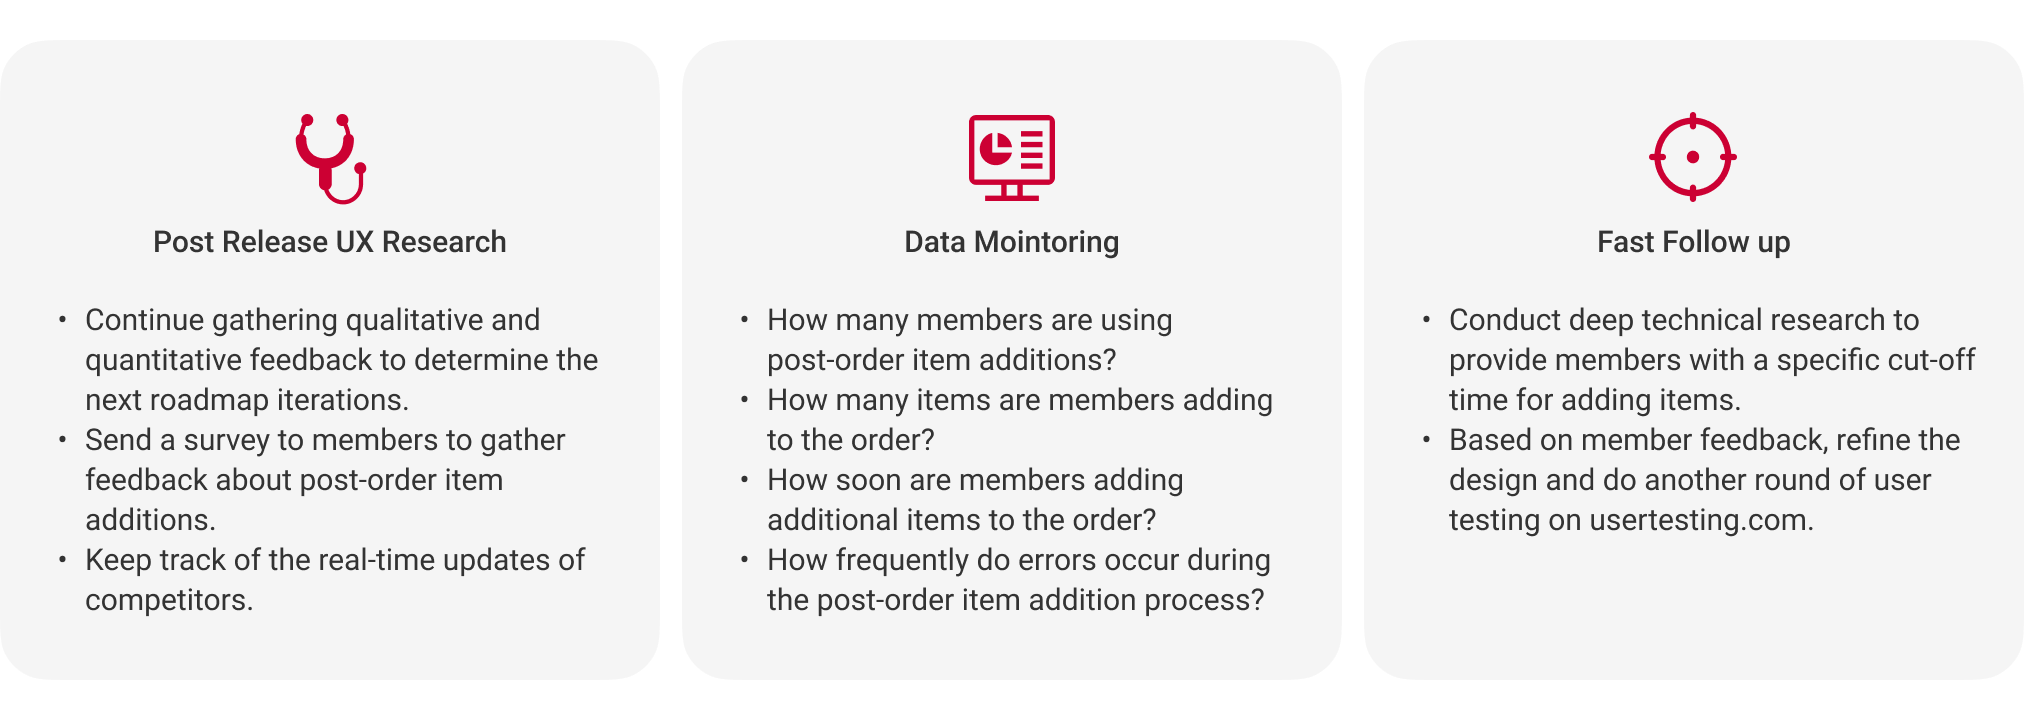 Post Release UX Research
• Continue gathering qualitative and
quantitative feedback to determine the
next roadmap iterations.
• Send a survey to members to gather
feedback about post-order item
additions.
• Keep track of the real-time updates of
competitors.
Data Mointoring
• How many members are using
post-order item additions?
• How many items are members adding
to the order?
• How soon are members adding
additional items to the order?
• How frequently do errors occur during
the post-order item addition process?
Fast Follow up
• Conduct deep technical research to
provide members with a specific cut-off
time for adding items.
• Based on member feedback, refine the
design and do another round of user
testing on usertesting.com.